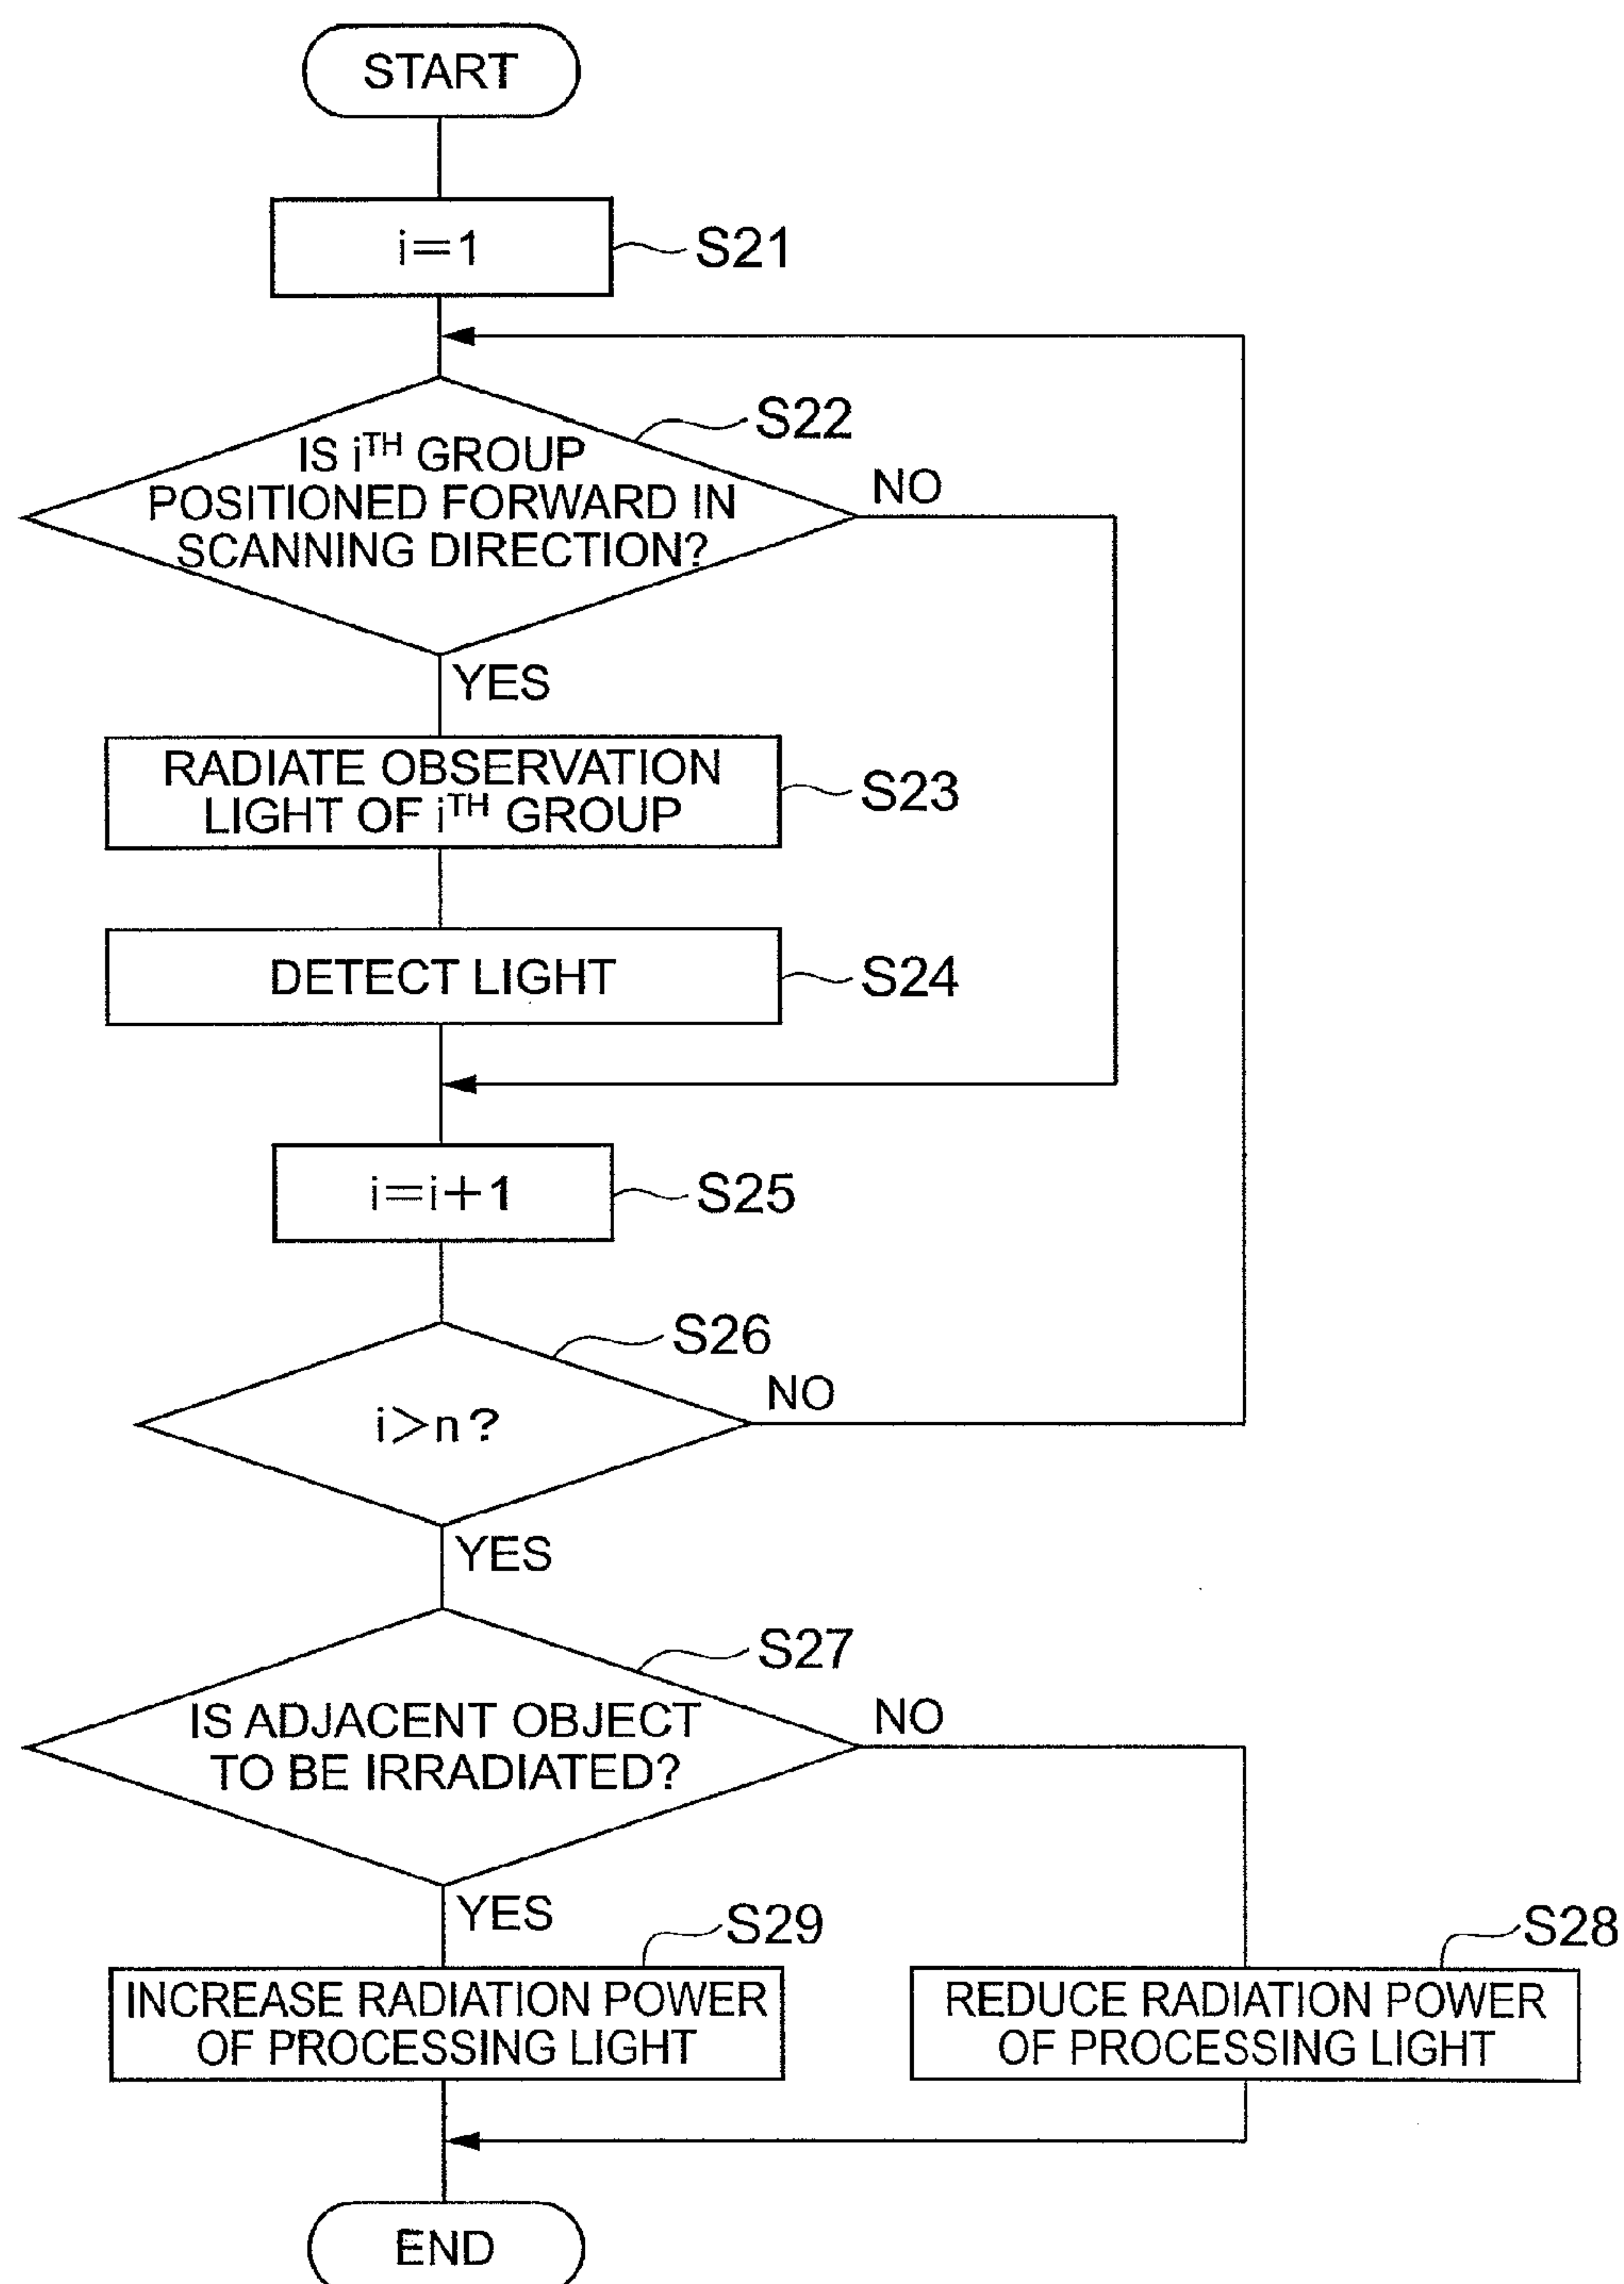 START
i=1
S21
S22
IS iTH GROUP
POSITIONED FORWARD IN
SCANNING DIRECTION?
NO
YES
RADIATE OBSERVATION
LIGHT OF iTH GROUP
S23
DETECT LIGHT
S24
i=i+1
S25
S26
i>n?
NO
YES
S27
IS ADJACENT OBJECT
TO BE IRRADIATED?
NO
YES
S29
INCREASE RADIATION POWER
OF PROCESSING LIGHT
S28
REDUCE RADIATION POWER
OF PROCESSING LIGHT
END